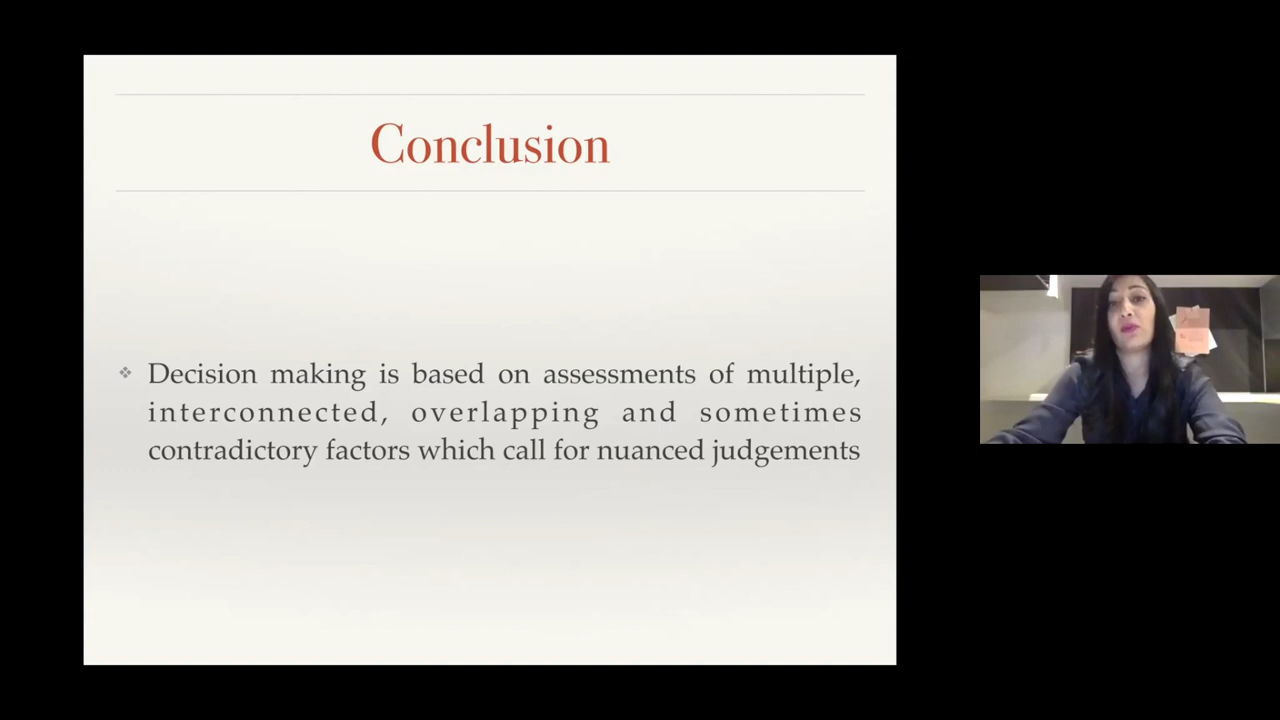 Conclusion
❖ Decision making is based on assessments of multiple,
interconnected, overlapping and sometimes
contradictory factors which call for nuanced judgements